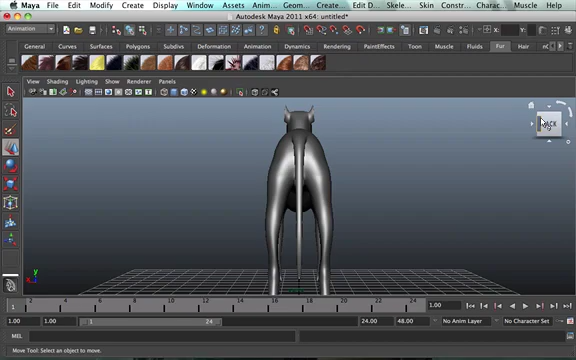 Maya File Edit Modify Create Display Window Assets Anim... Geom... Create... Edit D... Skele... Skin Constr... Charac... Muscle Help
Autodesk Maya 2011 x64: untitled*
Animation X: Y:
General Curves Surfaces Polygons Subdivs Deformation Animation Dynamics Rendering PaintEffects Toon Muscle Fluids Fur Hair
View Shading Lighting Show Renderer Panels
BACK
y
x
2 4 6 8 10 12 14 16 18 20 22 24
1 1.00
1.00 1.00 1 24 24.00 48.00 No Anim Layer No Character Set
MEL
Move Tool: Select an object to move.